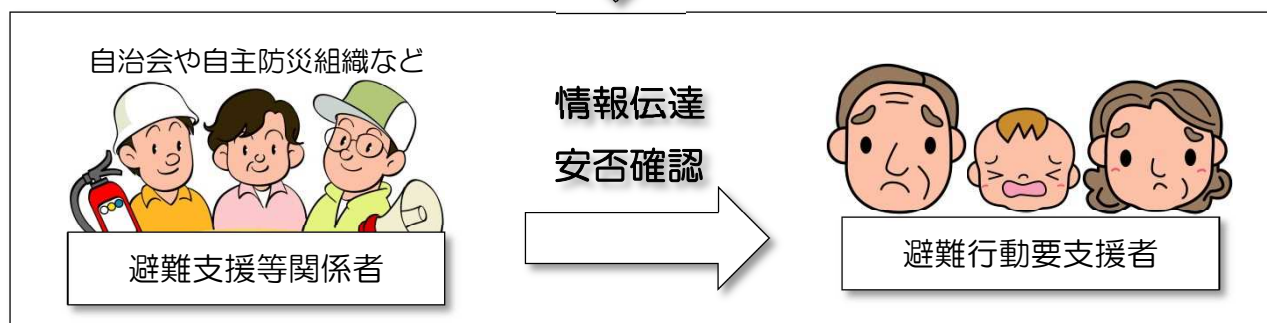 自治会や自主防災組織など
情報伝達
安否確認
避難支援等関係者
避難行動要支援者